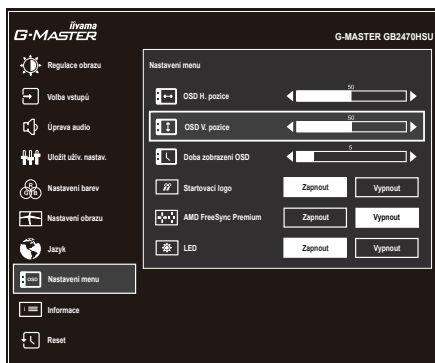 iiyama
G-MASTER
G-MASTER GB2470HSU
Regulace obrazu
Volba vstupů
Úprava audio
Uložit uživ. nastav.
Nastavení barev
Nastavení obrazu
Jazyk
OSD Nastavení menu
Informace
Reset
Nastavení menu
OSD H. pozice 50
OSD V. pozice 50
Doba zobrazení OSD 5
Startovací logo Zapnout Vypnout
AMD FreeSync Premium Zapnout Vypnout
LED Zapnout Vypnout